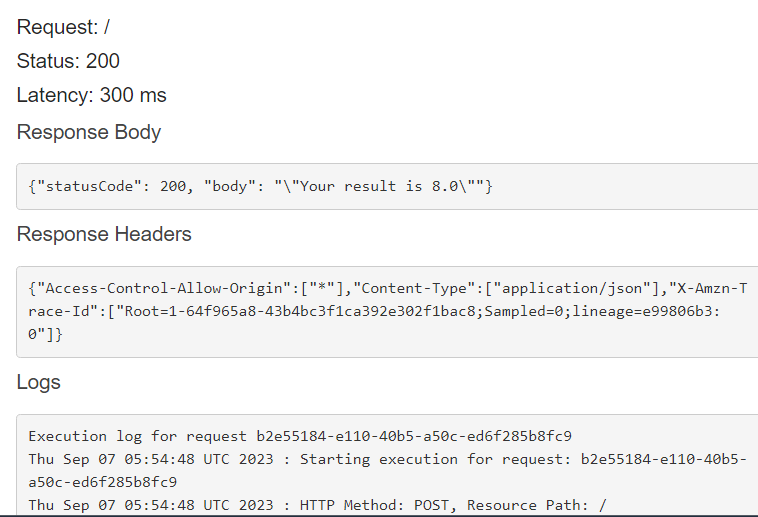 Request: /
Status: 200
Latency: 300 ms
Response Body
{"statusCode": 200, "body": "\"Your result is 8.0\""}
Response Headers
{"Access-Control-Allow-Origin":["*"],"Content-Type":["application/json"],"X-Amzn-T
race-Id":["Root=1-64f965a8-43b4bc3f1ca392e302f1bac8;Sampled=0;lineage=e99806b3:
0"]}
Logs
Execution log for request b2e55184-e110-40b5-a50c-ed6f285b8fc9
Thu Sep 07 05:54:48 UTC 2023 : Starting execution for request: b2e55184-e110-40b5-
a50c-ed6f285b8fc9
Thu Sep 07 05:54:48 UTC 2023 : HTTP Method: POST, Resource Path: /